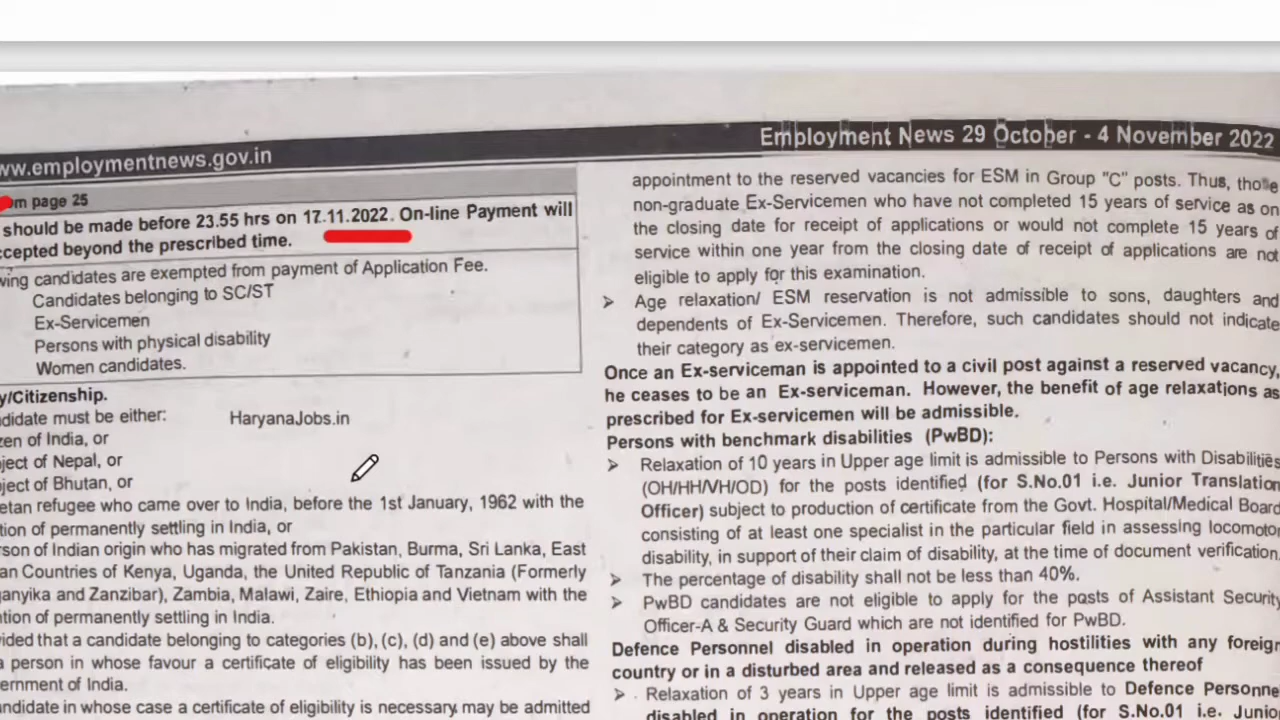 ww.employmentnews.gov.in
Employment News 29 October - 4 November 2022
om page 25
should be made before 23.55 hrs on 17.11.2022. On-line Payment will
ccepted beyond the prescribed time.
wing candidates are exempted from payment of Application Fee.
Candidates belonging to SC/ST
Ex-Servicemen
Persons with physical disability
Women candidates.
y/Citizenship.
ndidate must be either:
HaryanaJobs.in
zen of India, or
ject of Nepal, or
ject of Bhutan, or
etan refugee who came over to India, before the 1st January, 1962 with the
tion of permanently settling in India, or
rson of Indian origin who has migrated from Pakistan, Burma, Sri Lanka, East
an Countries of Kenya, Uganda, the United Republic of Tanzania (Formerly
ganyika and Zanzibar), Zambia, Malawi, Zaire, Ethiopia and Vietnam with the
ntion of permanently settling in India.
vided that a candidate belonging to categories (b), (c), (d) and (e) above shall
a person in whose favour a certificate of eligibility has been issued by the
ernment of India.
andidate in whose case a certificate of eligibility is necessary may be admitted
appointment to the reserved vacancies for ESM in Group "C" posts. Thus, those
non-graduate Ex-Servicemen who have not completed 15 years of service as on
the closing date for receipt of applications or would not complete 15 years of
service within one year from the closing date of receipt of applications are not
eligible to apply for this examination.
➢ Age relaxation/ ESM reservation is not admissible to sons, daughters and
dependents of Ex-Servicemen. Therefore, such candidates should not indicate
their category as ex-servicemen.
Once an Ex-serviceman is appointed to a civil post against a reserved vacancy,
he ceases to be an Ex-serviceman. However, the benefit of age relaxations as
prescribed for Ex-servicemen will be admissible.
Persons with benchmark disabilities (PwBD):
➢ Relaxation of 10 years in Upper age limit is admissible to Persons with Disabilities
(OH/HH/VH/OD) for the posts identified (for S.No.01 i.e. Junior Translation
Officer) subject to production of certificate from the Govt. Hospital/Medical Board
consisting of at least one specialist in the particular field in assessing locomotor
disability, in support of their claim of disability, at the time of document verification.
➢ The percentage of disability shall not be less than 40%.
➢ PwBD candidates are not eligible to apply for the posts of Assistant Security
Officer-A & Security Guard which are not identified for PwBD.
Defence Personnel disabled in operation during hostilities with any foreign
country or in a disturbed area and released as a consequence thereof
➢ Relaxation of 3 years in Upper age limit is admissible to Defence Personne
disabled in operation for the posts identified (for S.No.01 i.e. Junio